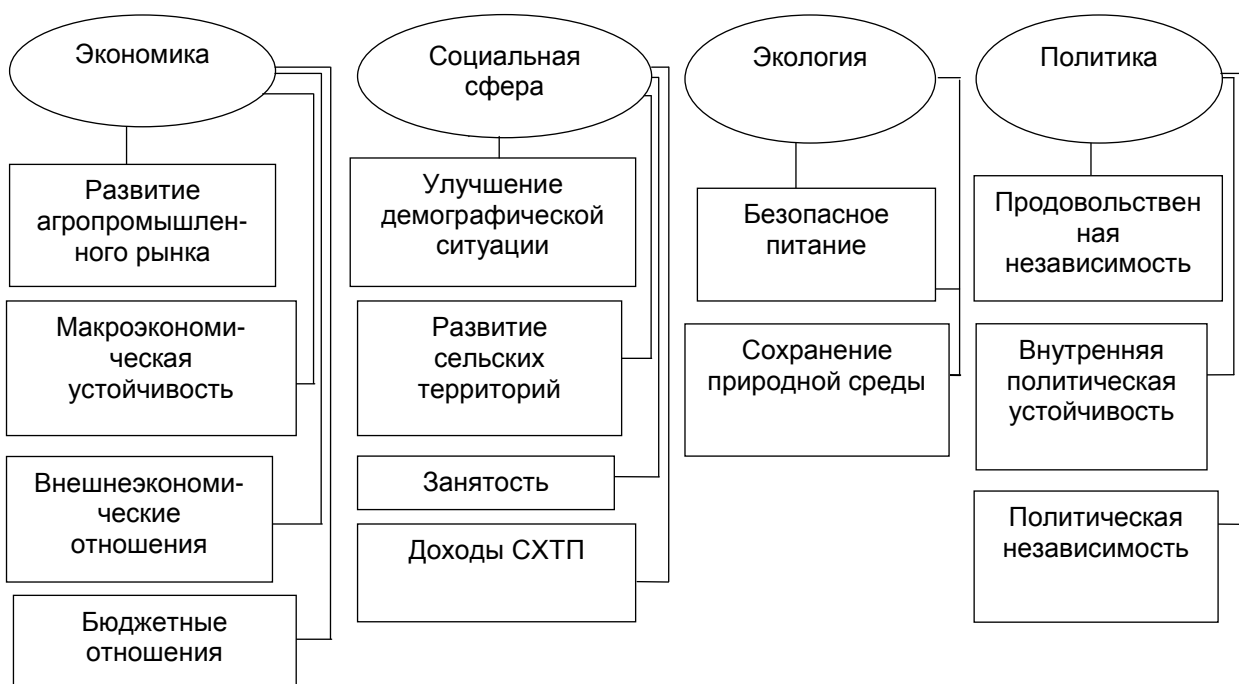 Экономика
Развитие
агропромышлен-
ного рынка
Макроэкономи-
ческая
устойчивость
Внешнеэкономи-
ческие
отношения
Бюджетные
отношения
Социальная
сфера
Улучшение
демографической
ситуации
Развитие
сельских
территорий
Занятость
Доходы СХТП
Экология
Безопасное
питание
Сохранение
природной среды
Политика
Продовольствен
ная
независимость
Внутренняя
политическая
устойчивость
Политическая
независимость